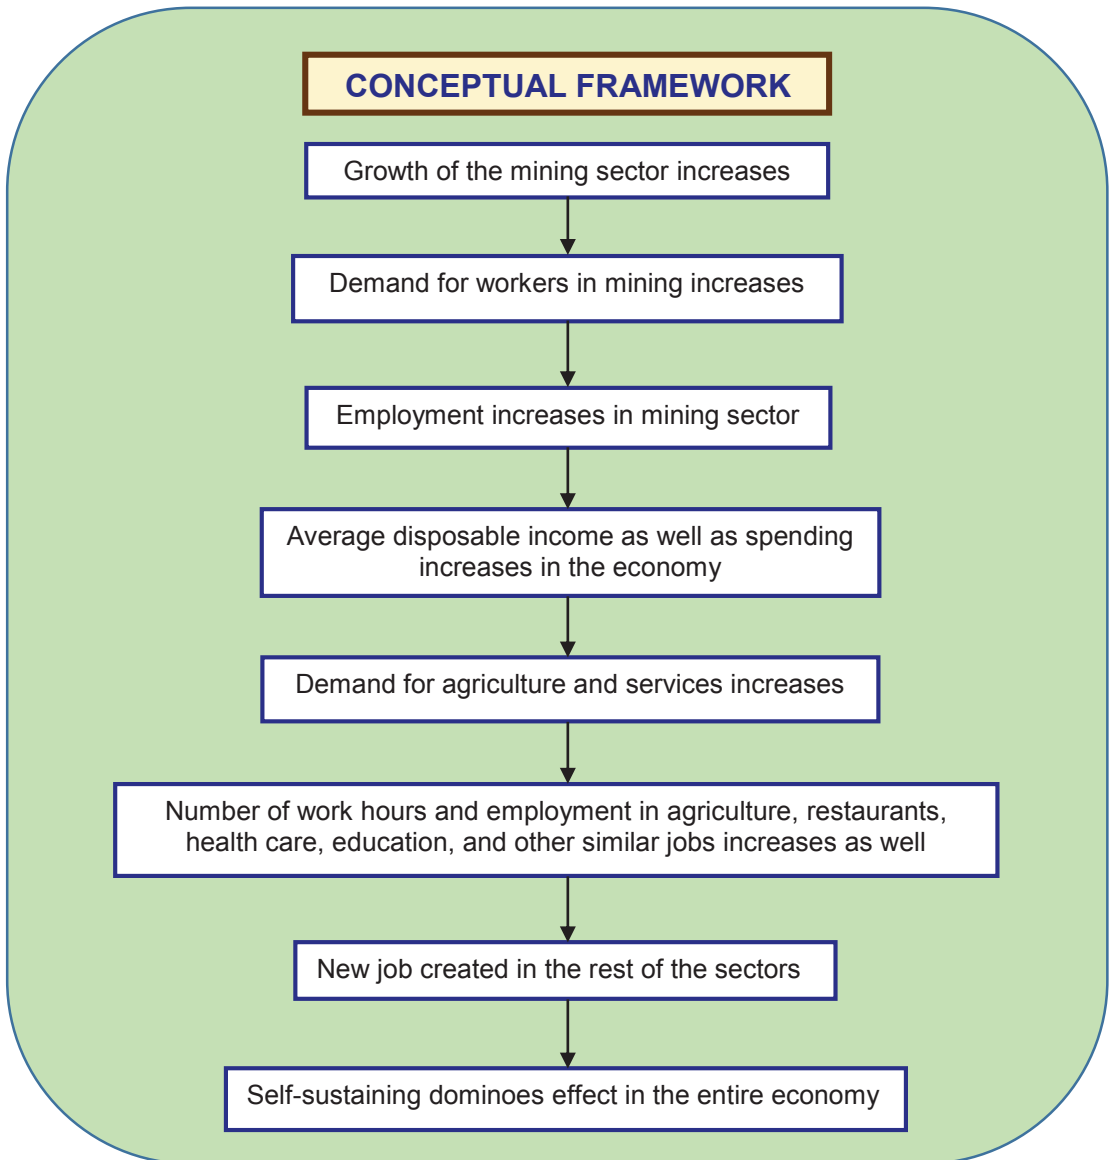 CONCEPTUAL FRAMEWORK
Growth of the mining sector increases
Demand for workers in mining increases
Employment increases in mining sector
Average disposable income as well as spending
increases in the economy
Demand for agriculture and services increases
Number of work hours and employment in agriculture, restaurants,
health care, education, and other similar jobs increases as well
New job created in the rest of the sectors
Self-sustaining dominoes effect in the entire economy